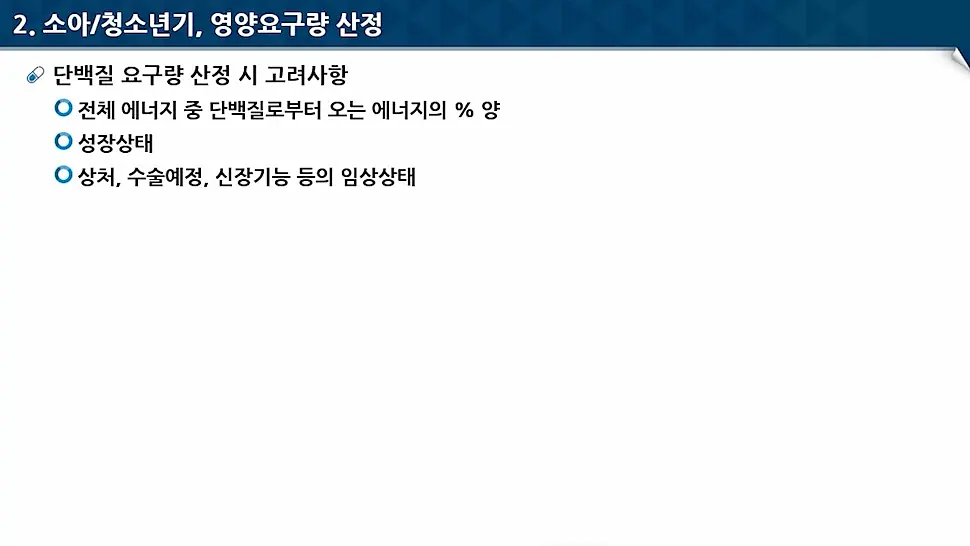 2. 소아/청소년기, 영양요구량 산정
단백질 요구량 산정 시 고려사항
전체 에너지 중 단백질로부터 오는 에너지의 % 양
성장상태
상처, 수술예정, 신장기능 등의 임상상태